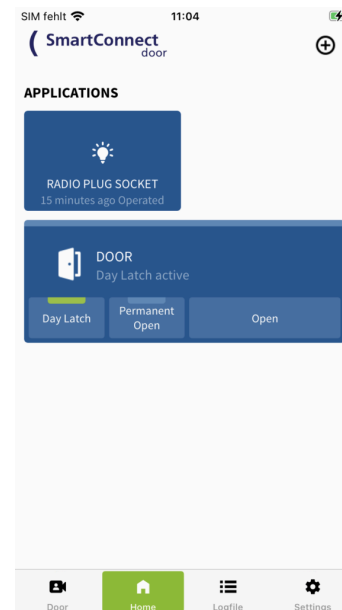 SIM fehlt 11:04
( SmartConnect
door
APPLICATIONS
RADIO PLUG SOCKET
15 minutes ago Operated
DOOR
Day Latch active
Day Latch
Permanent
Open
Open
Door
Home
Logfile
Settings